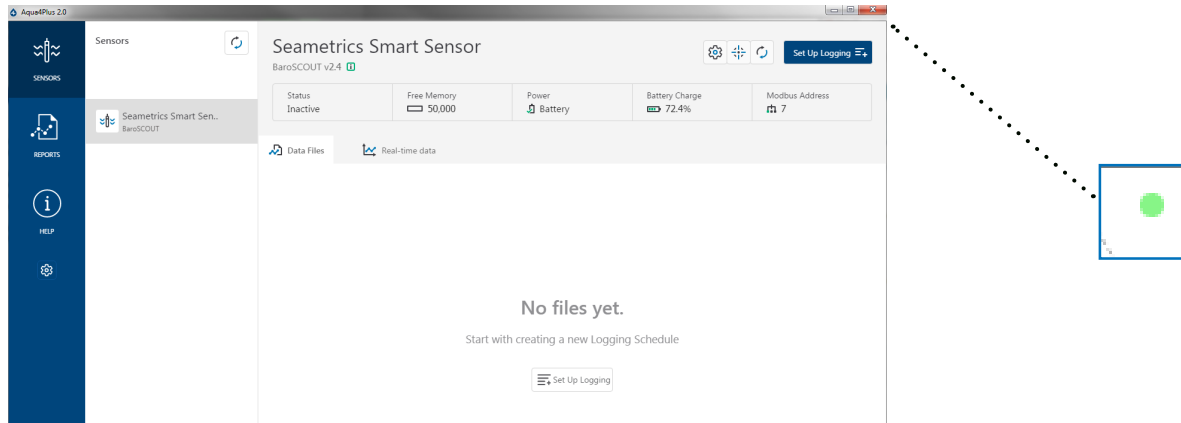 Aqua4Plus 2.0
SENSORS
REPORTS
HELP
Sensors
Seametrics Smart Sen..
BaroSCOUT
Seametrics Smart Sensor
BaroSCOUT v2.4
Set Up Logging
Status
Inactive
Free Memory
50,000
Power
Battery
Battery Charge
72.4%
Modbus Address
7
Data Files
Real-time data
No files yet.
Start with creating a new Logging Schedule
Set Up Logging